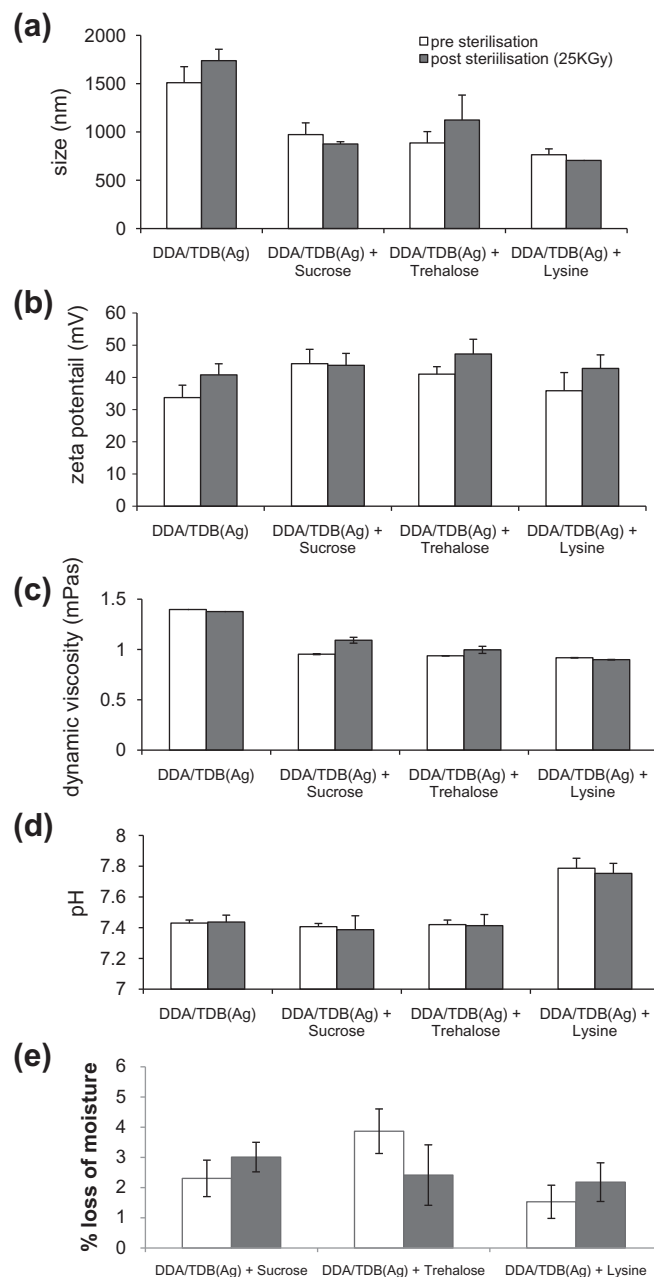 (a)
size (nm)
2000
1500
1000
500
0
pre sterilisation
post steriilisation (25KGy)
DDA/TDB(Ag)
DDA/TDB(Ag) +
Sucrose
DDA/TDB(Ag) +
Trehalose
DDA/TDB(Ag) +
Lysine
(b)
zeta potentail (mV)
60
50
40
30
20
10
0
DDA/TDB(Ag)
DDA/TDB(Ag) +
Sucrose
DDA/TDB(Ag) +
Trehalose
DDA/TDB(Ag) +
Lysine
(c)
dynamic viscosity (mPas)
1.5
1
0.5
0
DDA/TDB(Ag)
DDA/TDB(Ag) +
Sucrose
DDA/TDB(Ag) +
Trehalose
DDA/TDB(Ag) +
Lysine
(d)
pH
8
7.8
7.6
7.4
7.2
7
DDA/TDB(Ag)
DDA/TDB(Ag) +
Sucrose
DDA/TDB(Ag) +
Trehalose
DDA/TDB(Ag) +
Lysine
(e)
% loss of moisture
6
5
4
3
2
1
0
DDA/TDB(Ag) + Sucrose
DDA/TDB(Ag) + Trehalose
DDA/TDB(Ag) + Lysine